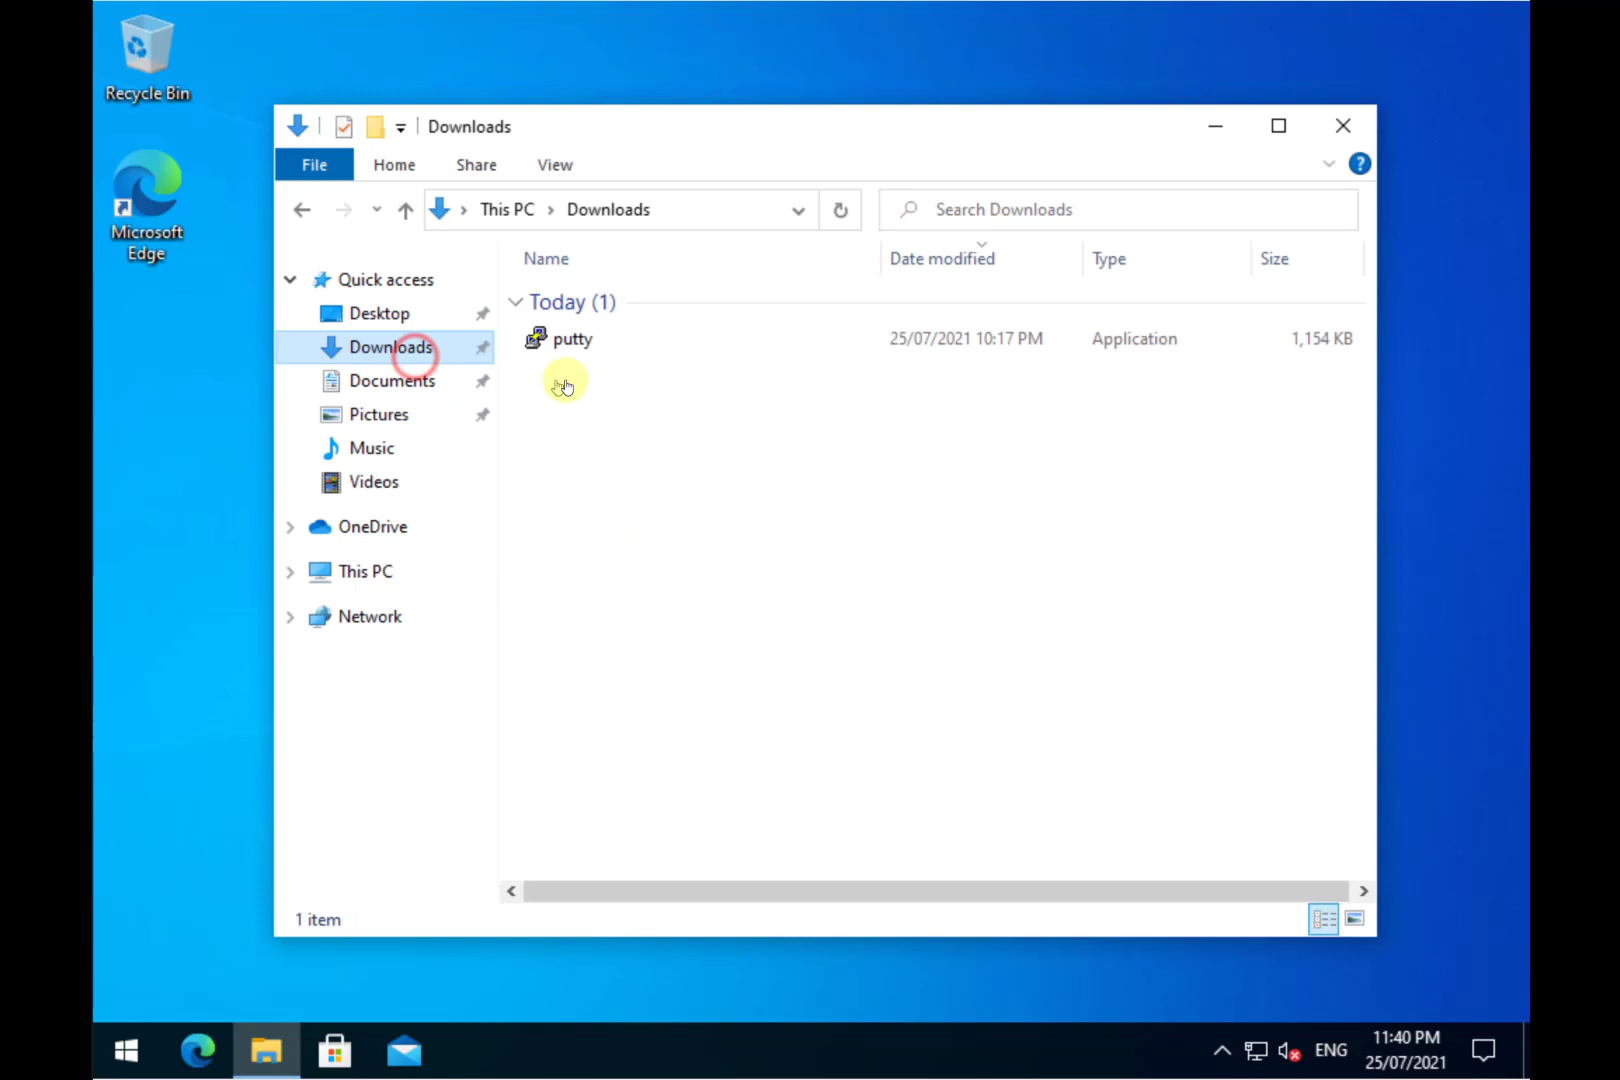 Recycle Bin
Microsoft
Edge
Downloads
File Home Share View
This PC Downloads
Search Downloads
Name Date modified Type Size
Quick access
Desktop
Downloads
Documents
Pictures
Music
Videos
OneDrive
This PC
Network
Today (1)
putty 25/07/2021 10:17 PM Application 1,154 KB
1 item
ENG
11:40 PM
25/07/2021